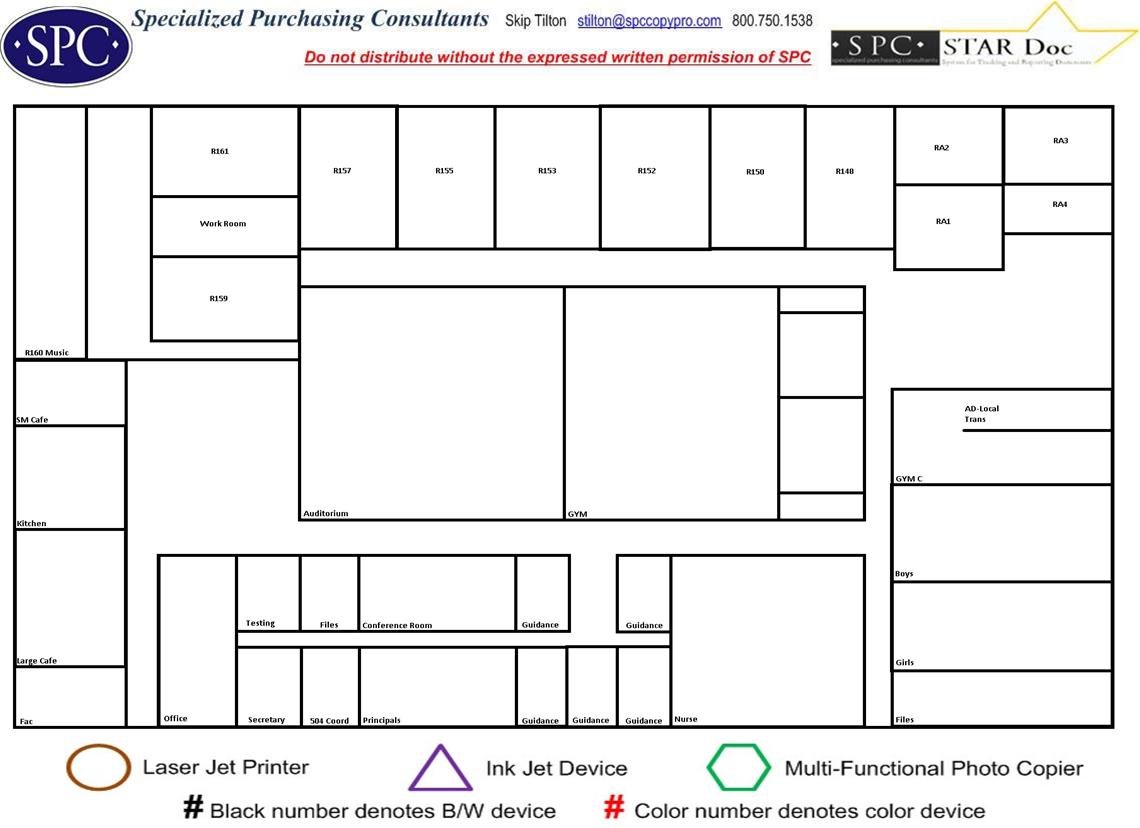 SPC
Specialized Purchasing Consultants Skip Tilton stilton@spccopypro.com 800.750.1538
Do not distribute without the expressed written permission of SPC
· SPC · STAR Doc
specialized purchasing consultants System for Tracking and Reporting Documents
R161
R157
R155
R153
R152
R150
R148
RA2
RA3
RA4
RA1
Work Room
R159
R160 Music
SM Cafe
AD-Local
Trans
GYM C
Kitchen
Auditorium
GYM
Boys
Testing
Files
Conference Room
Guidance
Guidance
Large Cafe
Girls
Fac
Office
Secretary
504 Coord
Principals
Guidance
Guidance
Guidance
Nurse
Files
Laser Jet Printer
Ink Jet Device
Multi-Functional Photo Copier
# Black number denotes B/W device
# Color number denotes color device